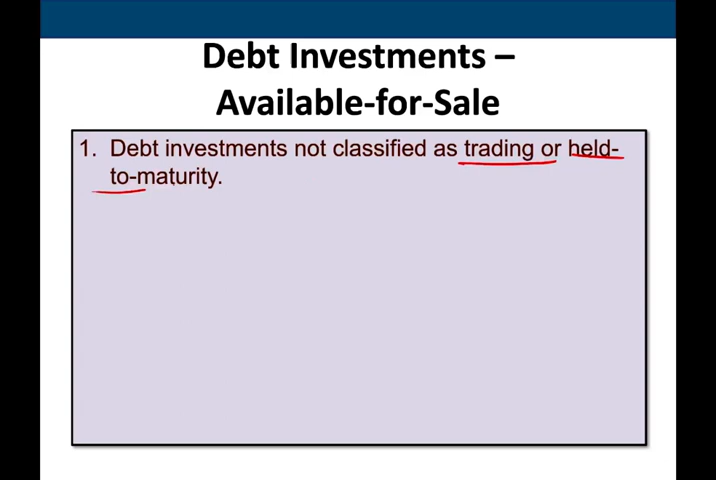 Debt Investments –
Available-for-Sale
1. Debt investments not classified as trading or held-
to-maturity.